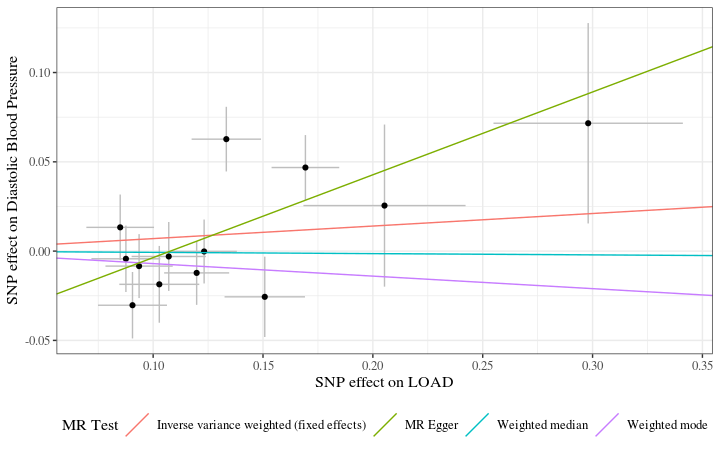 SNP effect on Diastolic Blood Pressure
0.10
0.05
0.00
-0.05
0.10
0.15
0.20
0.25
0.30
0.35
SNP effect on LOAD
MR Test
Inverse variance weighted (fixed effects)
MR Egger
Weighted median
Weighted mode